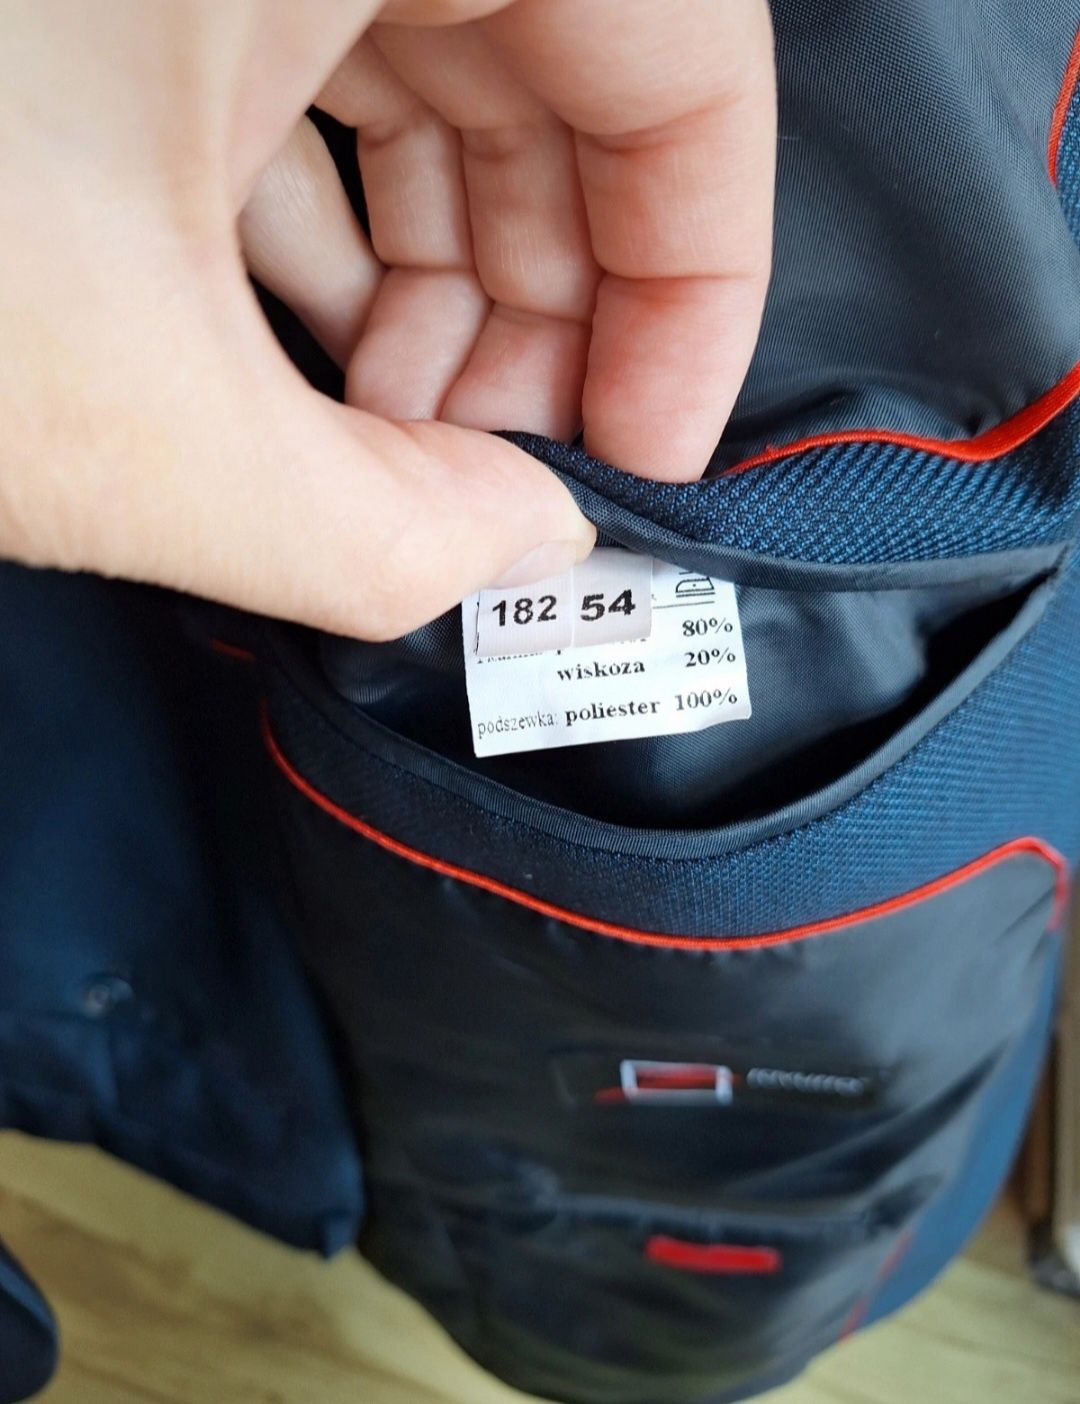 182 54
80%
wiskoza 20%
podszewka: poliester 100%